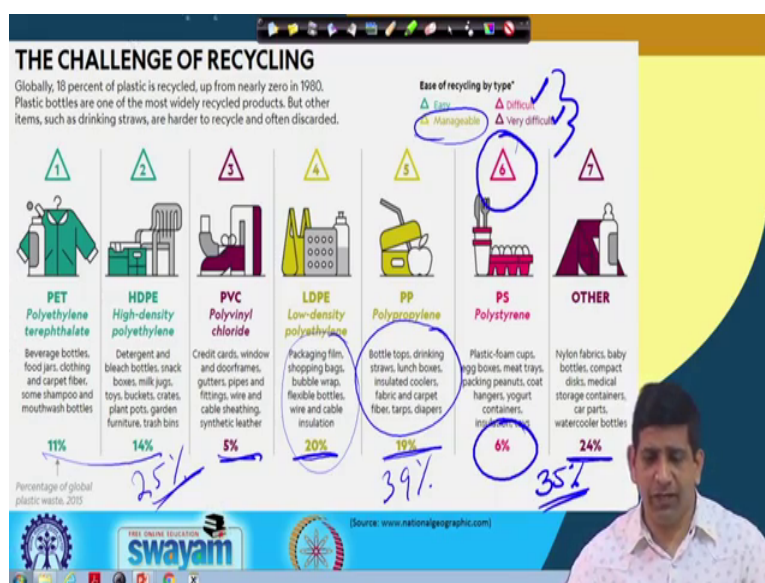 THE CHALLENGE OF RECYCLING
Globally, 18 percent of plastic is recycled, up from nearly zero in 1980.
Plastic bottles are one of the most widely recycled products. But other
items, such as drinking straws, are harder to recycle and often discarded.
Ease of recycling by type*
Easy
Difficult
Manageable
Very difficult
1
2
3
4
5
6
7
PET
Polyethylene
terephthalate
Beverage bottles,
food jars, clothing
and carpet fiber,
some shampoo and
mouthwash bottles
11%
HDPE
High-density
polyethylene
Detergent and
bleach bottles, snack
boxes, milk jugs,
toys, buckets, crates,
plant pots, garden
furniture, trash bins
14%
PVC
Polyvinyl
chloride
Credit cards, window
and doorframes,
gutters, pipes and
fittings, wire and
cable sheathing,
synthetic leather
5%
LDPE
Low-density
polyethylene
Packaging film,
shopping bags,
bubble wrap,
flexible bottles,
wire and cable
insulation
20%
PP
Polypropylene
Bottle tops, drinking
straws, lunch boxes,
insulated coolers,
fabric and carpet
fiber, tarps, diapers
19%
PS
Polystyrene
Plastic-foam cups,
egg boxes, meat trays,
packing peanuts, coat
hangers, yogurt
containers,
insulation, toys
6%
OTHER
Nylon fabrics, baby
bottles, compact
disks, medical
storage containers,
car parts,
watercooler bottles
24%
25%
39%
35%
Percentage of global
plastic waste, 2015
(Source: www.nationalgeographic.com)
FREE ONLINE EDUCATION
swayam